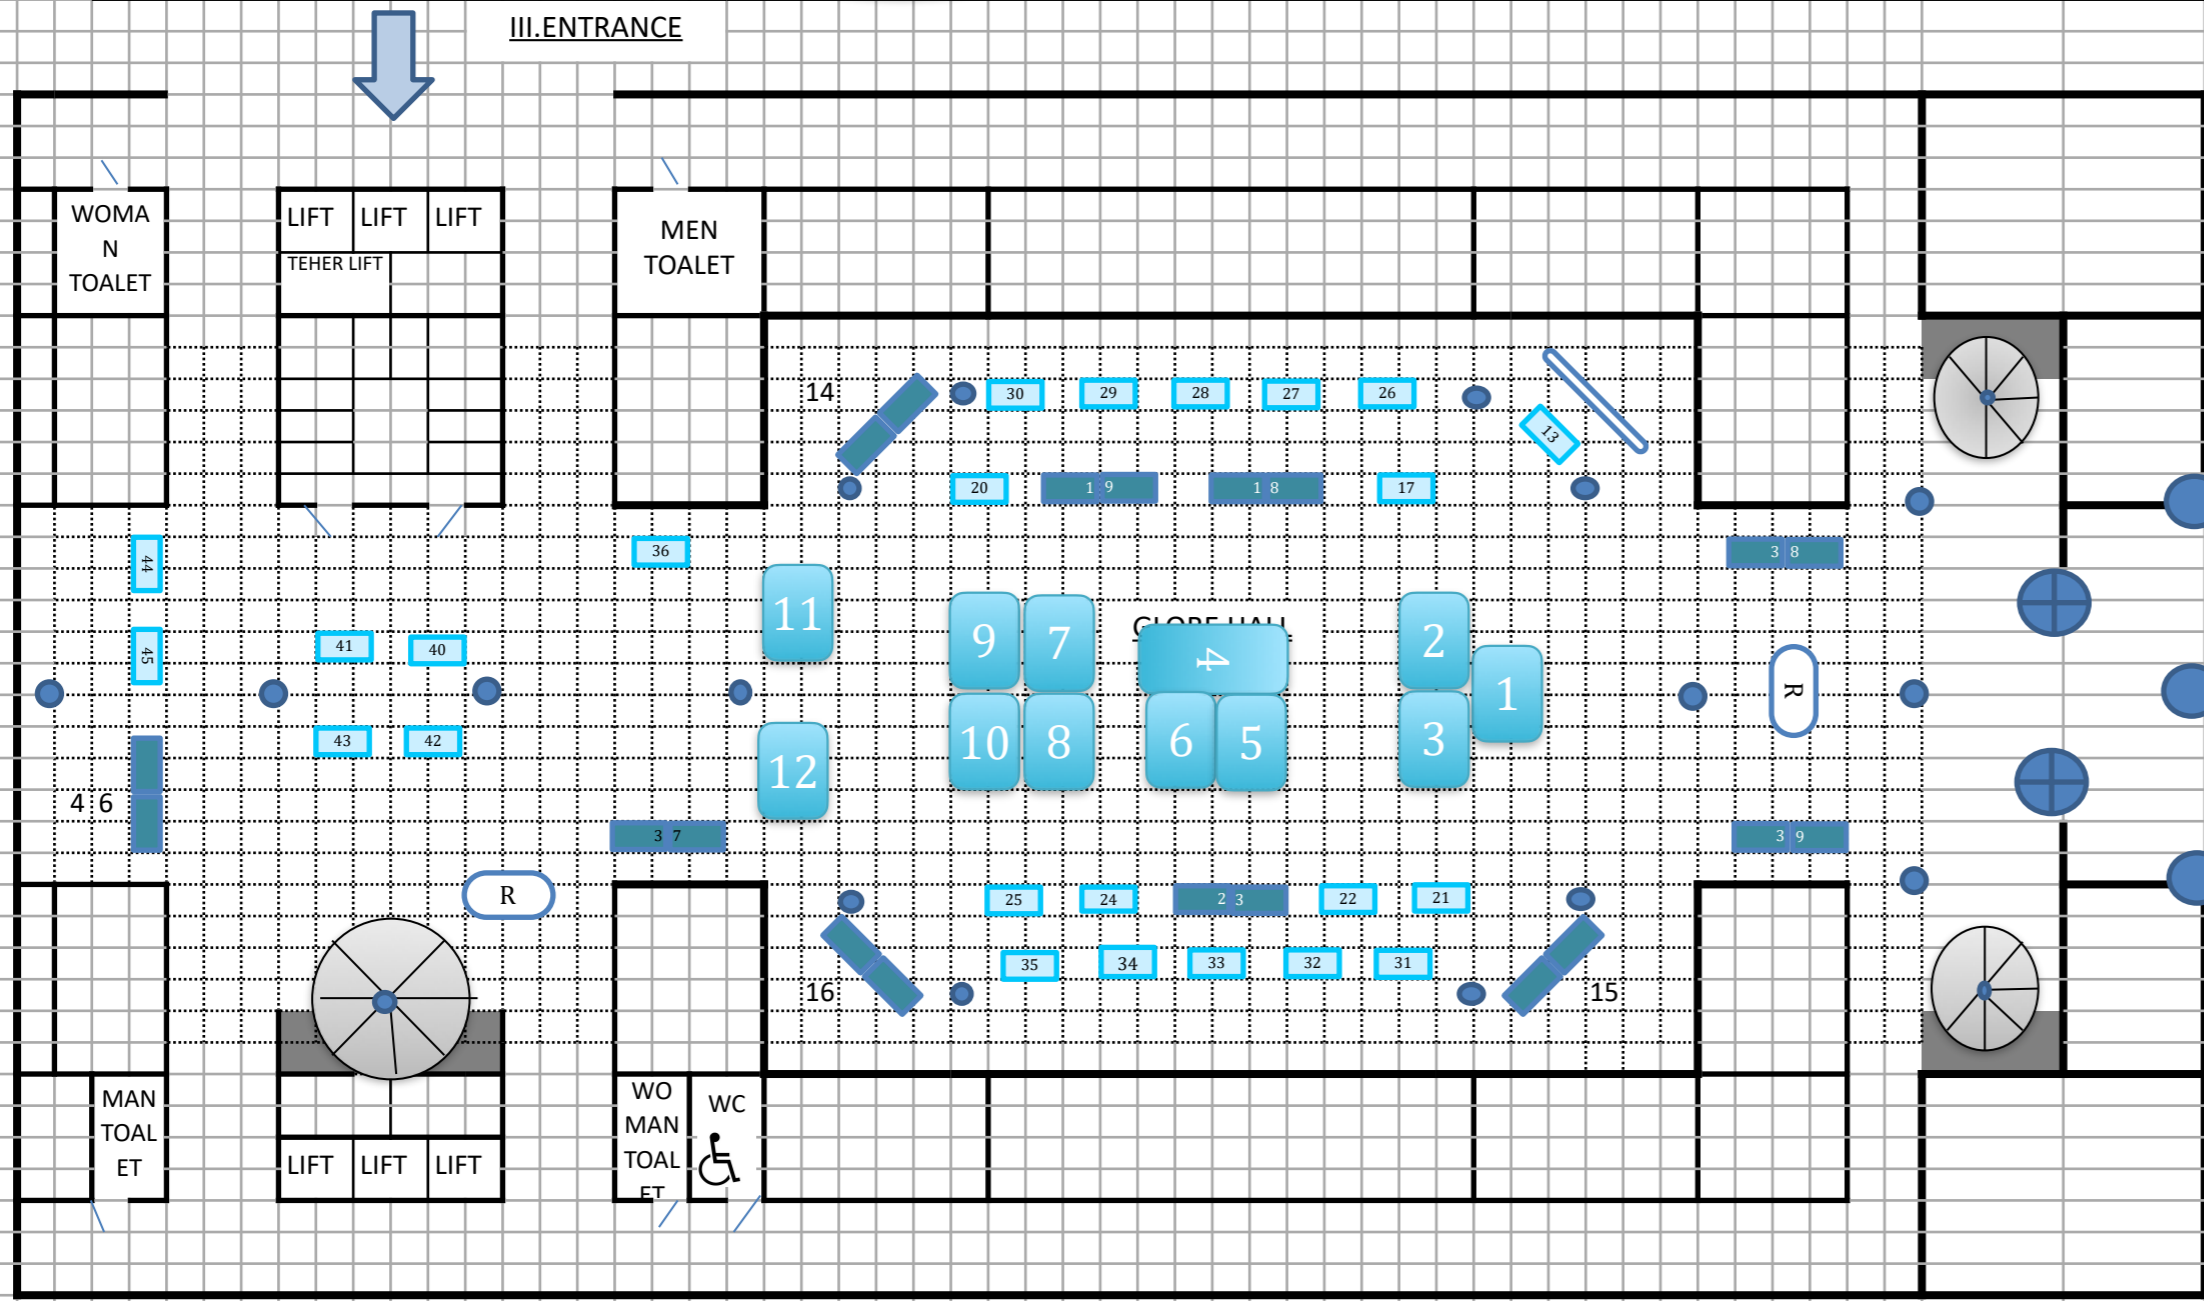 III.ENTRANCE
WOMA
N
TOALET
LIFT LIFT LIFT
TEHER LIFT
MEN
TOALET
14
30 29 28 27 26
13
20 1 9 1 8 17
44
36
3 8
11
9 7
GLOBE HALL
2
45
41 40
4
1
R
43 42
10 8 6 5 3
12
4 6
3 7
3 9
R
25 24 2 3 22 21
35 34 33 32 31
16
15
MAN
TOAL
ET
LIFT LIFT LIFT
WO
MAN
TOAL
ET
WC